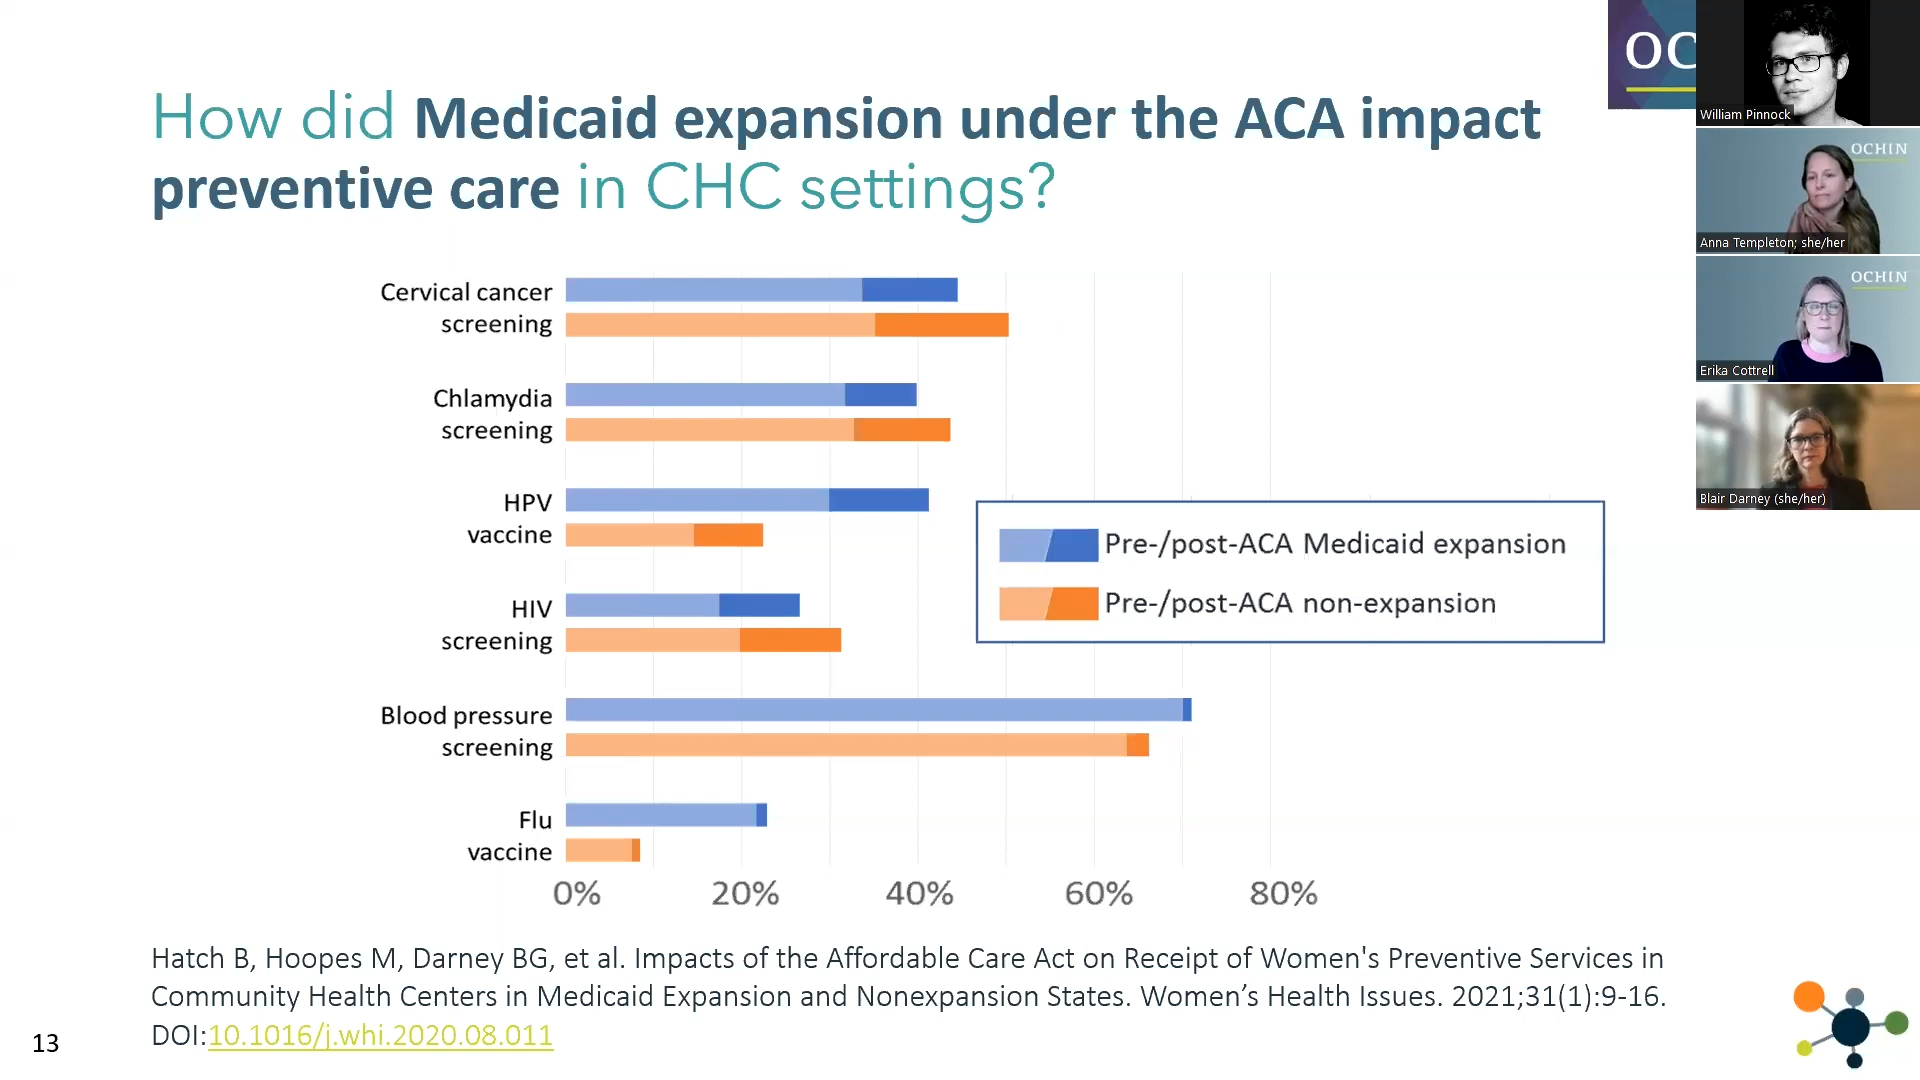 How did Medicaid expansion under the ACA impact
preventive care in CHC settings?
OC
William Pinnock
OCHIN
Anna Templeton; she/her
OCHIN
Erika Cottrell
Blair Darney (she/her)
Cervical cancer
screening
Chlamydia
screening
HPV
vaccine
HIV
screening
Blood pressure
screening
Flu
vaccine
Pre-/post-ACA Medicaid expansion
Pre-/post-ACA non-expansion
0% 20% 40% 60% 80%
Hatch B, Hoopes M, Darney BG, et al. Impacts of the Affordable Care Act on Receipt of Women's Preventive Services in
Community Health Centers in Medicaid Expansion and Nonexpansion States. Women’s Health Issues. 2021;31(1):9-16.
DOI:10.1016/j.whi.2020.08.011
13